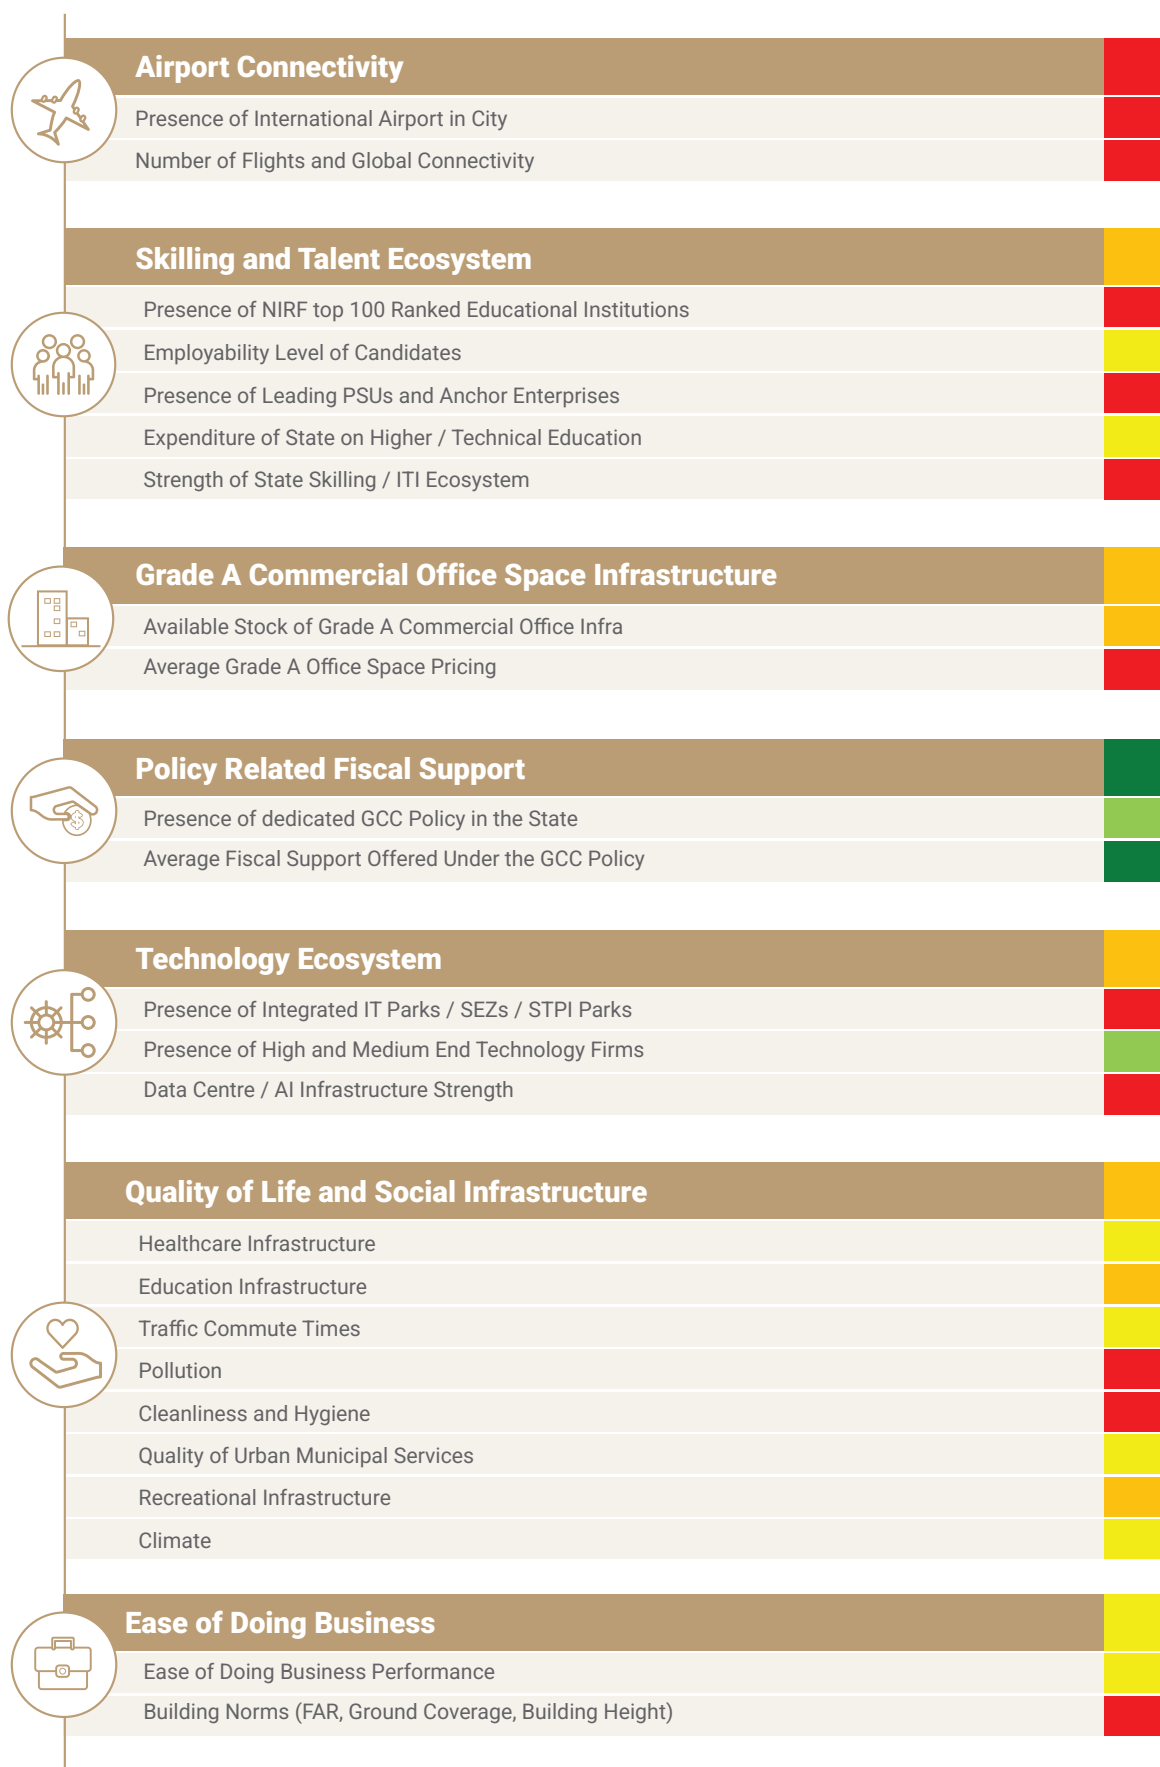 Airport Connectivity
Presence of International Airport in City
Number of Flights and Global Connectivity
Skilling and Talent Ecosystem
Presence of NIRF top 100 Ranked Educational Institutions
Employability Level of Candidates
Presence of Leading PSUs and Anchor Enterprises
Expenditure of State on Higher / Technical Education
Strength of State Skilling / ITI Ecosystem
Grade A Commercial Office Space Infrastructure
Available Stock of Grade A Commercial Office Infra
Average Grade A Office Space Pricing
Policy Related Fiscal Support
Presence of dedicated GCC Policy in the State
Average Fiscal Support Offered Under the GCC Policy
Technology Ecosystem
Presence of Integrated IT Parks / SEZs / STPI Parks
Presence of High and Medium End Technology Firms
Data Centre / AI Infrastructure Strength
Quality of Life and Social Infrastructure
Healthcare Infrastructure
Education Infrastructure
Traffic Commute Times
Pollution
Cleanliness and Hygiene
Quality of Urban Municipal Services
Recreational Infrastructure
Climate
Ease of Doing Business
Ease of Doing Business Performance
Building Norms (FAR, Ground Coverage, Building Height)